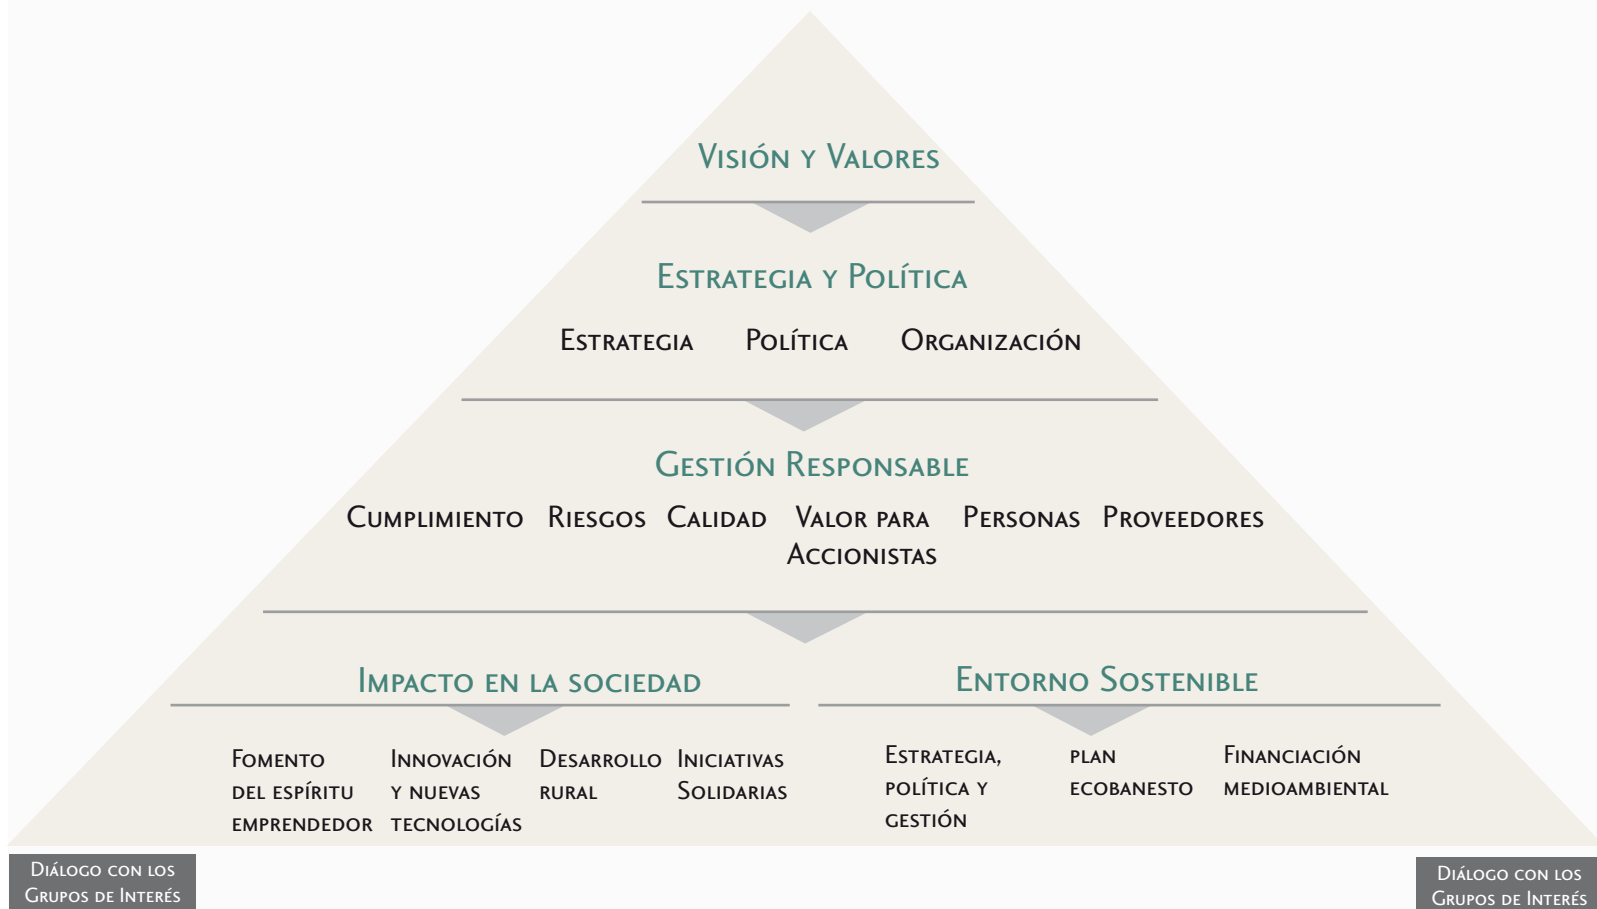 Visión y Valores
Estrategia y Política
Estrategia Política Organización
Gestión Responsable
Cumplimiento Riesgos Calidad Valor para Accionistas Personas Proveedores
Impacto en la sociedad
Fomento
del espíritu
emprendedor
Innovación
y nuevas
tecnologías
Desarrollo
rural
Iniciativas
Solidarias
Entorno Sostenible
Estrategia,
política y
gestión
plan
ecobanesto
Financiación
medioambiental
Diálogo con los
Grupos de Interés
Diálogo con los
Grupos de Interés